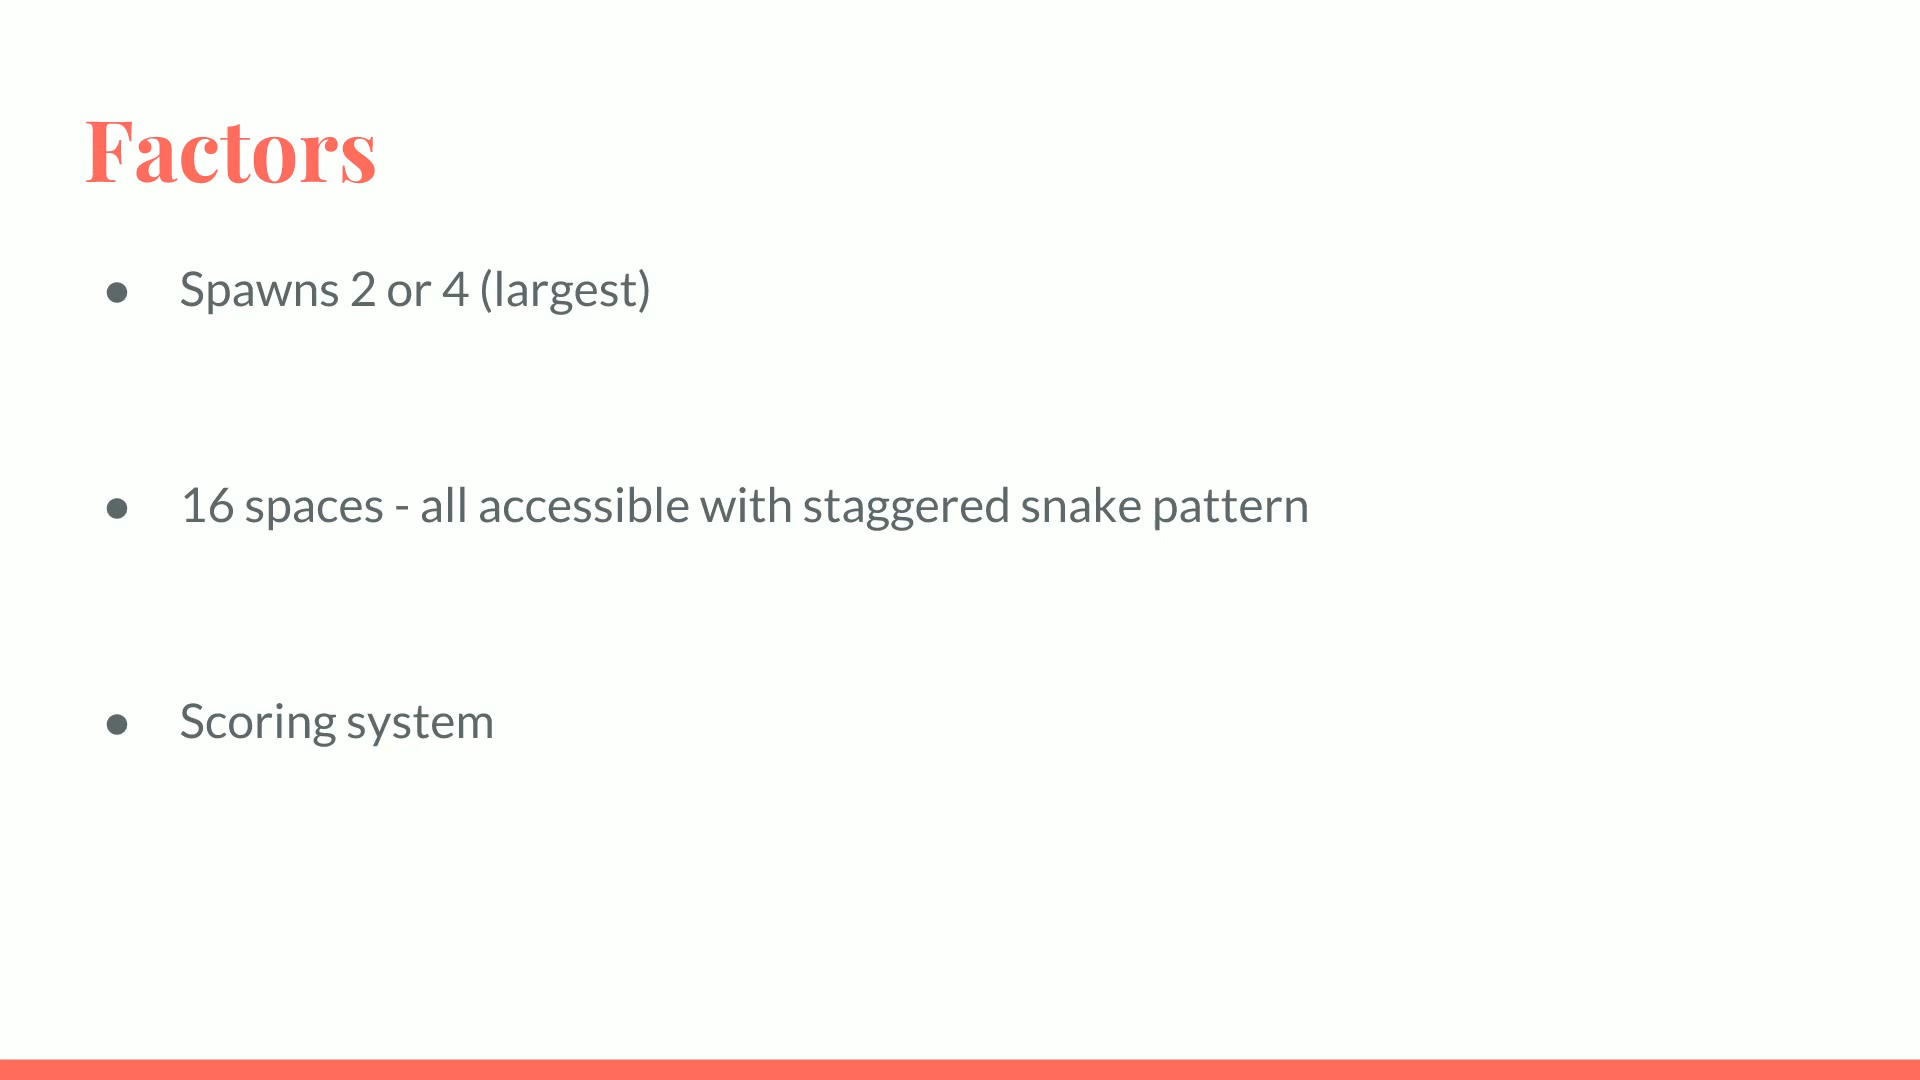 Factors
● Spawns 2 or 4 (largest)
● 16 spaces - all accessible with staggered snake pattern
● Scoring system